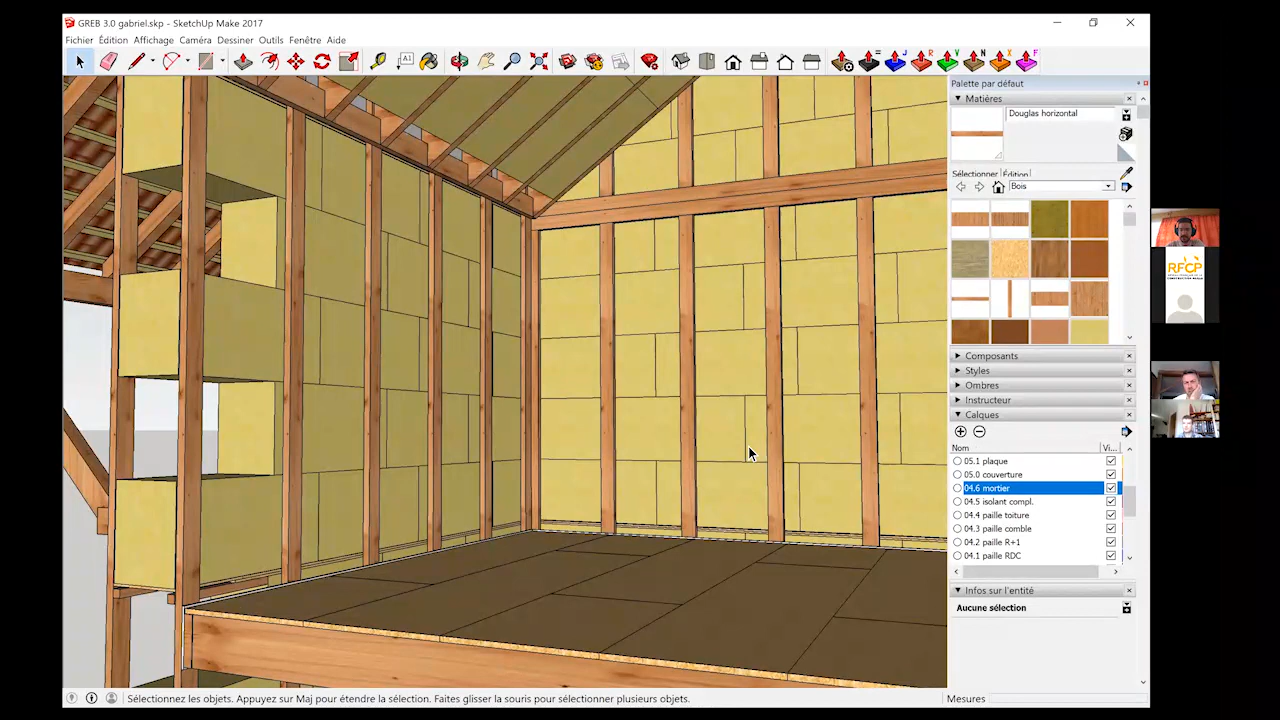 GREB 3.0 gabriel.skp - SketchUp Make 2017
Fichier Édition Affichage Caméra Dessiner Outils Fenêtre Aide
A1
Palette par défaut
Matières
Douglas horizontal
Sélectionner Édition
Bois
Composants
Styles
Ombres
Instructeur
Calques
Nom Vi...
05.1 plaque
05.0 couverture
04.6 mortier
04.5 isolant compl.
04.4 paille toiture
04.3 paille comble
04.2 paille R+1
04.1 paille RDC
Infos sur l'entité
Aucune sélection
Sélectionnez les objets. Appuyez sur Maj pour étendre la sélection. Faites glisser la souris pour sélectionner plusieurs objets.
Mesures
RFCP